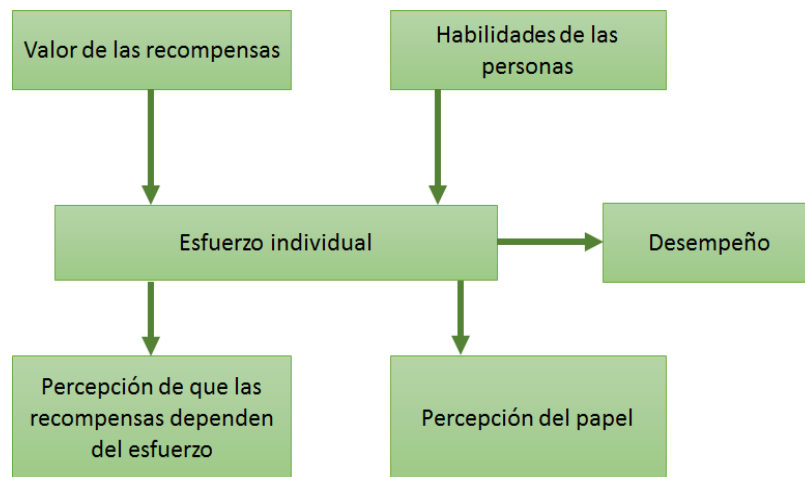 Valor de las recompensas
Habilidades de las
personas
Esfuerzo individual
Desempeño
Percepción de que las
recompensas dependen
del esfuerzo
Percepción del papel